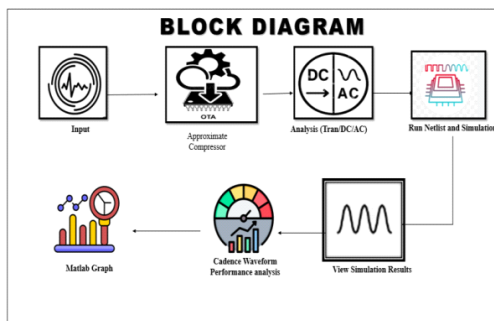 BLOCK DIAGRAM
DC
AC
OTA
Input
Approximate
Compressor
Analysis (Tran/DC/AC)
Run Netlist and Simulation
Matlab Graph
Cadence Waveform
Performance analysis
View Simulation Results